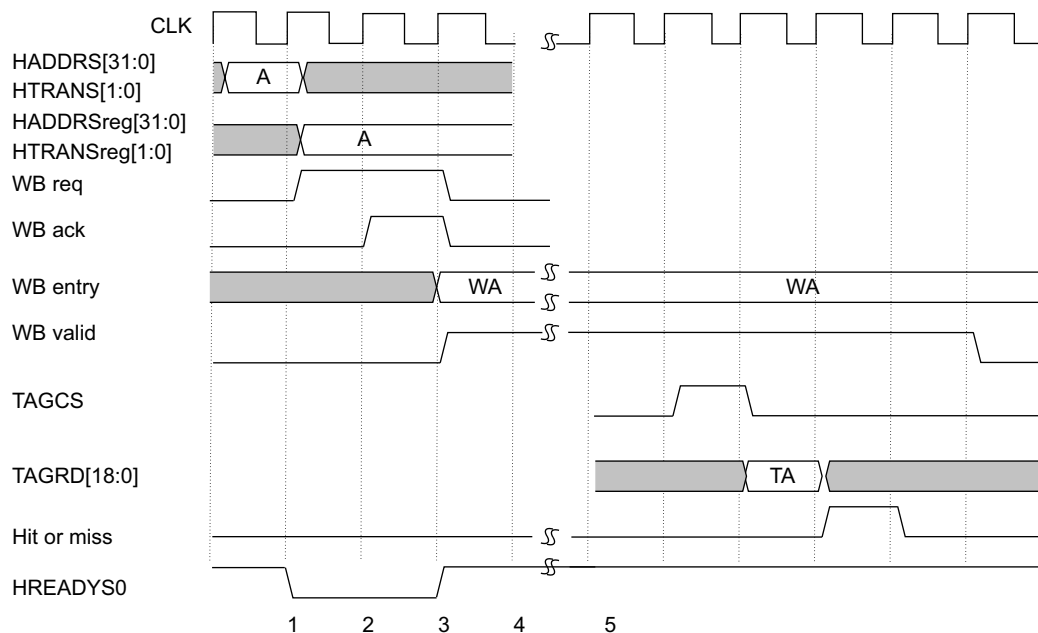 CLK
HADDRS[31:0]
HTRANS[1:0]
A
HADDRSreg[31:0]
HTRANSreg[1:0]
A
WB req
WB ack
WB entry
WA
WA
WB valid
TAGCS
TAGRD[18:0]
TA
Hit or miss
HREADYS0
1 2 3 4 5